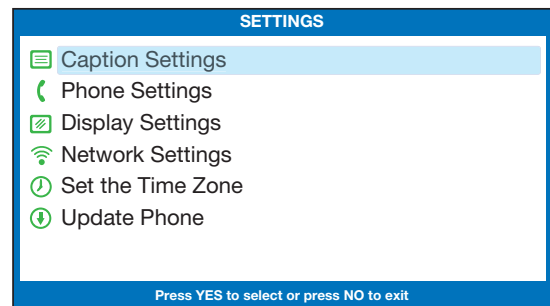 SETTINGS
Caption Settings
Phone Settings
Display Settings
Network Settings
Set the Time Zone
Update Phone
Press YES to select or press NO to exit